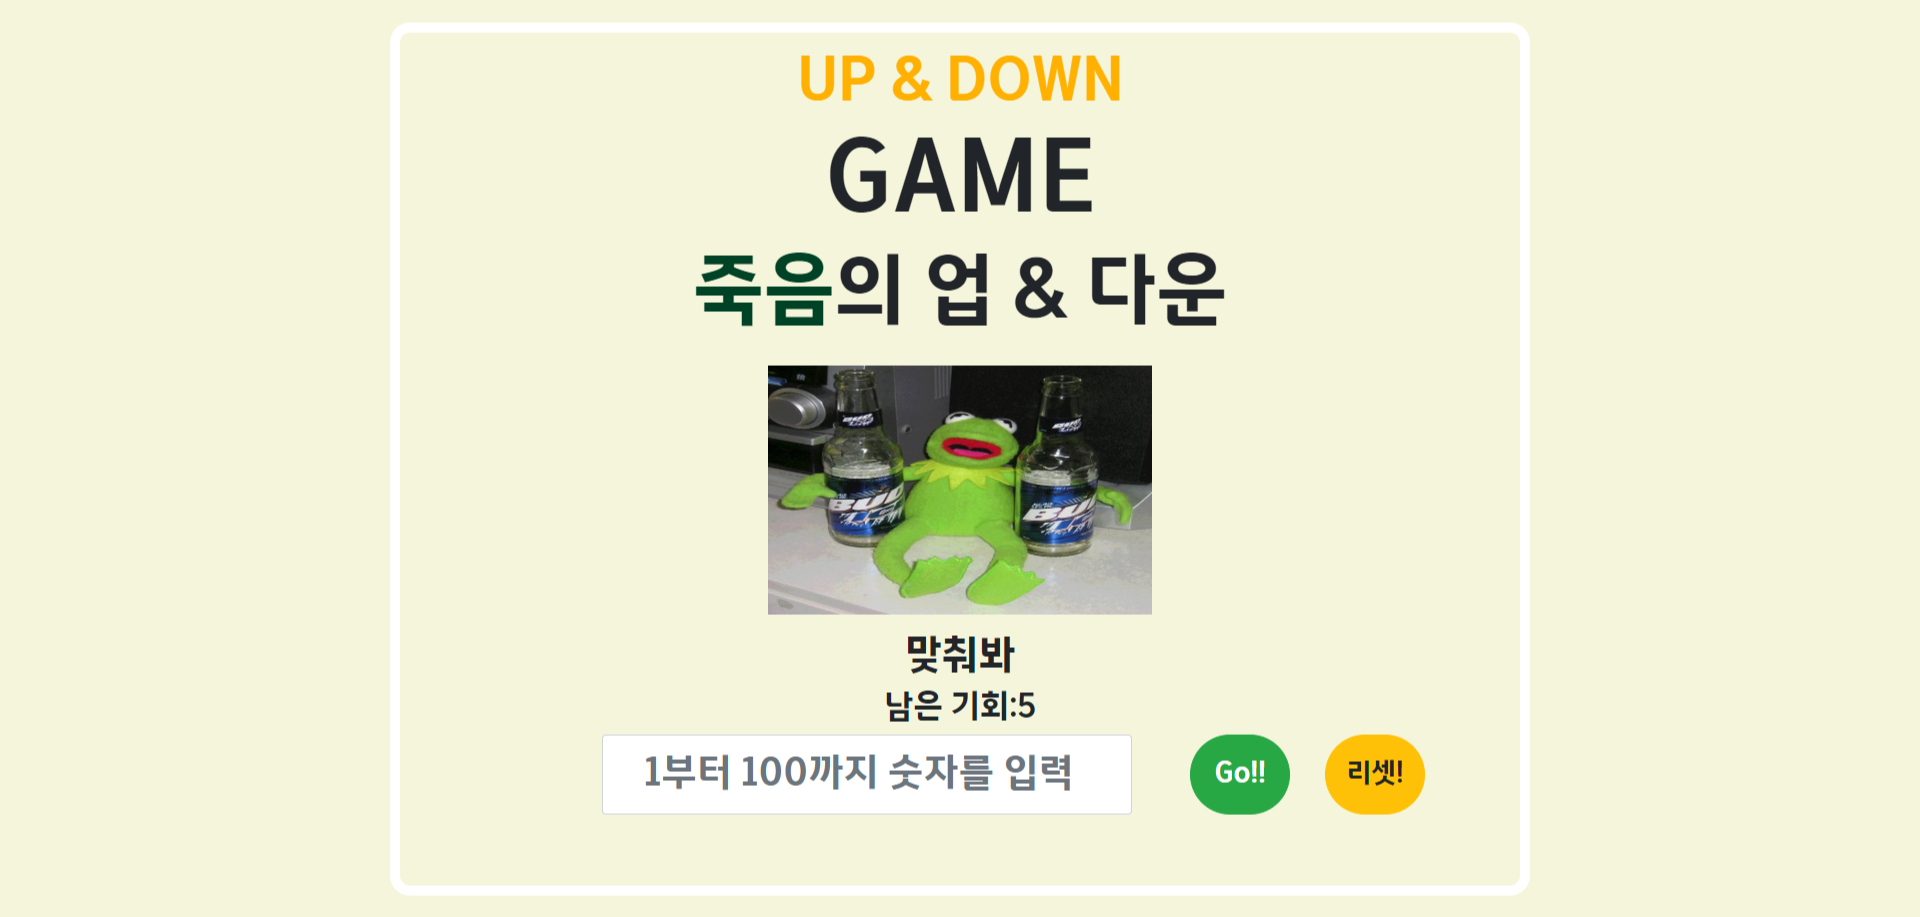 UP & DOWN
GAME
죽음의 업 & 다운
맞춰봐
남은 기회:5
1부터 100까지 숫자를 입력
Go!!
리셋!